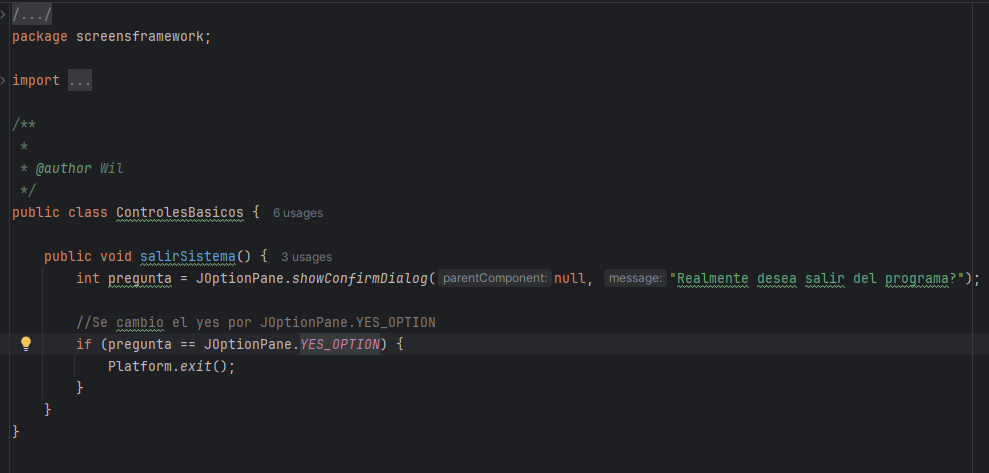 /.../
package screensframework;
import ...
/**
*
* @author Wil
*/
public class ControlesBasicos { 6 usages
public void salirSistema() { 3 usages
int pregunta = JOptionPane.showConfirmDialog( parentComponent: null, message: "Realmente desea salir del programa?");
//Se cambio el yes por JOptionPane.YES_OPTION
if (pregunta == JOptionPane.YES_OPTION) {
Platform.exit();
}
}
}